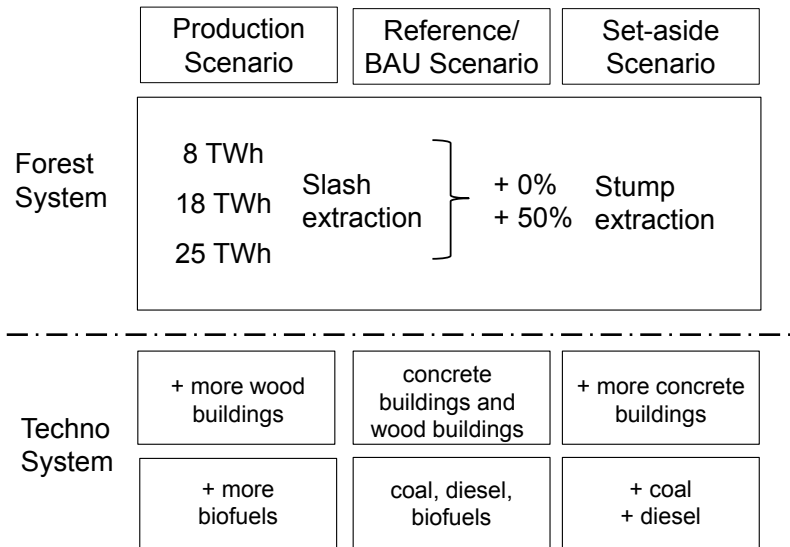 Production
Scenario
Reference/
BAU Scenario
Set-aside
Scenario
Forest
System
8 TWh
18 TWh
25 TWh
Slash
extraction
+ 0%
+ 50%
Stump
extraction
Techno
System
+ more wood
buildings
concrete
buildings and
wood buildings
+ more concrete
buildings
+ more
biofuels
coal, diesel,
biofuels
+ coal
+ diesel